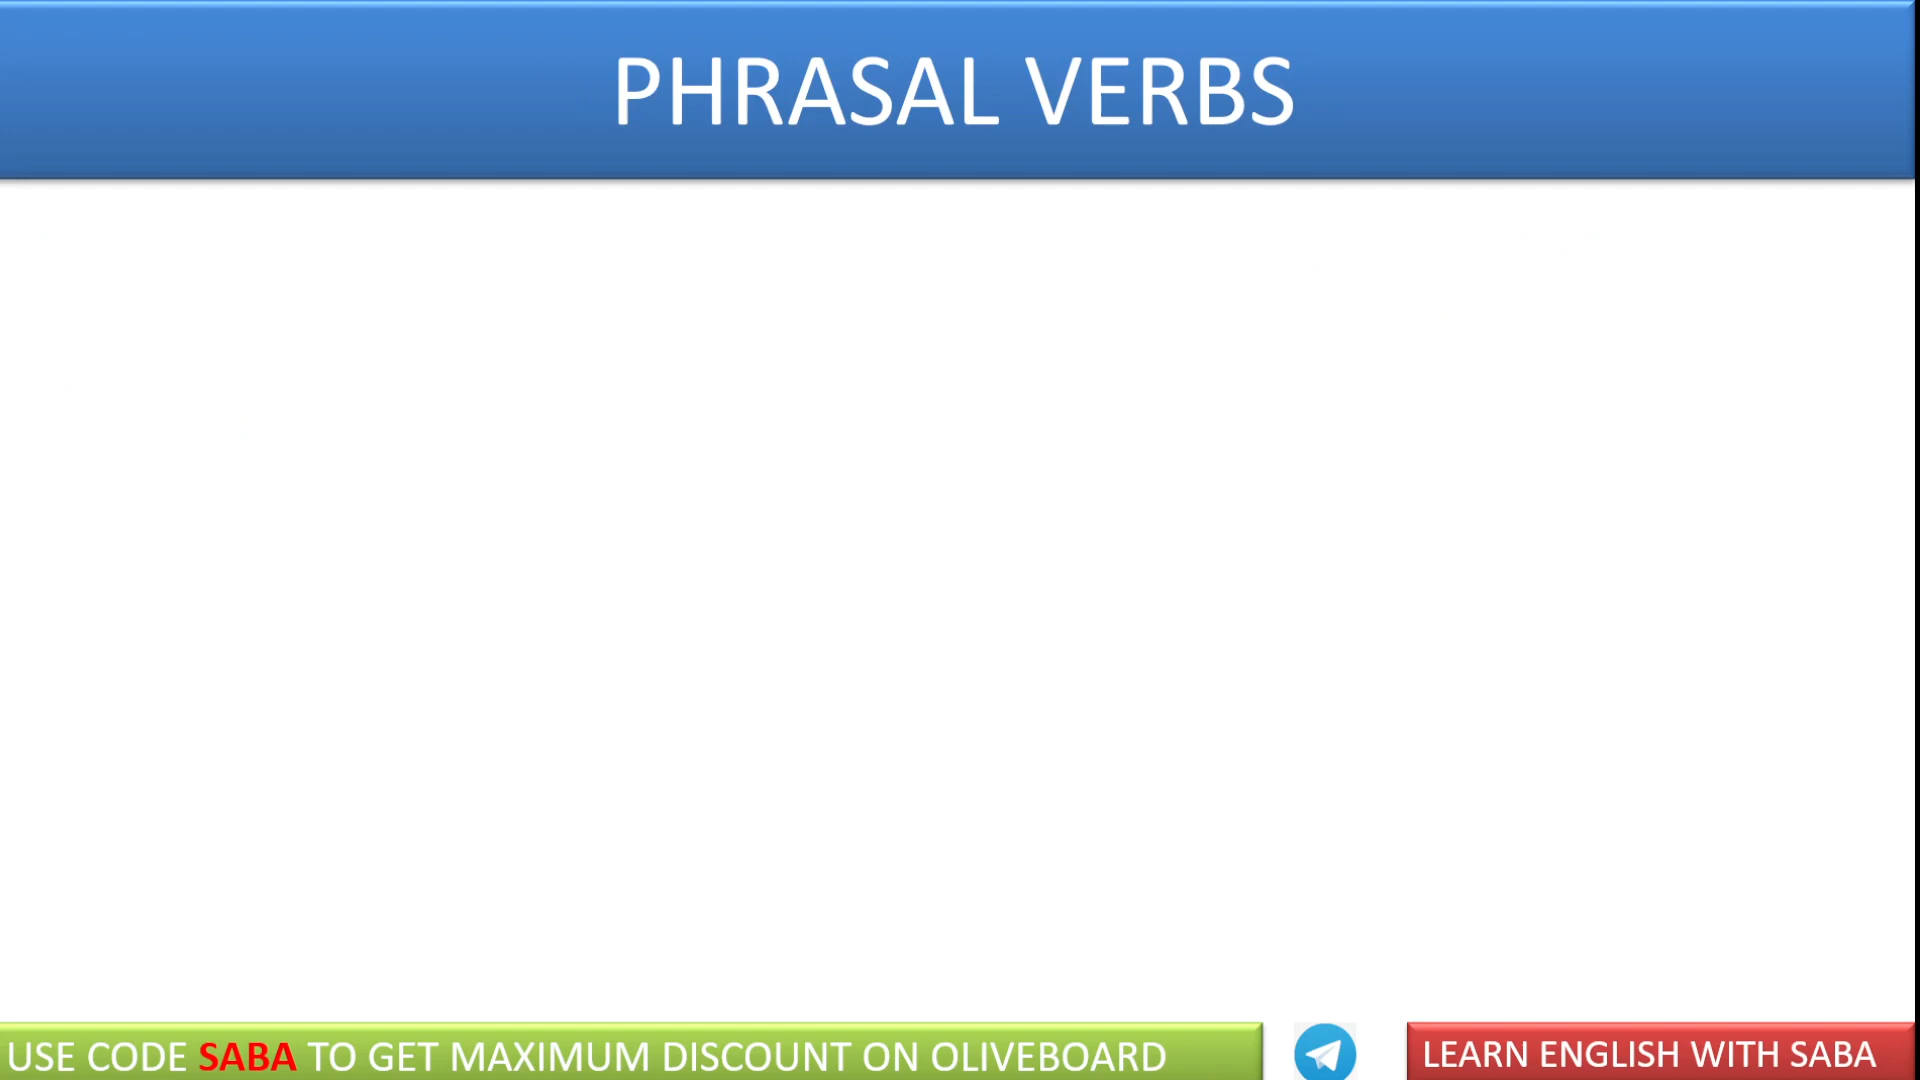 PHRASAL VERBS
USE CODE SABA TO GET MAXIMUM DISCOUNT ON OLIVEBOARD
LEARN ENGLISH WITH SABA